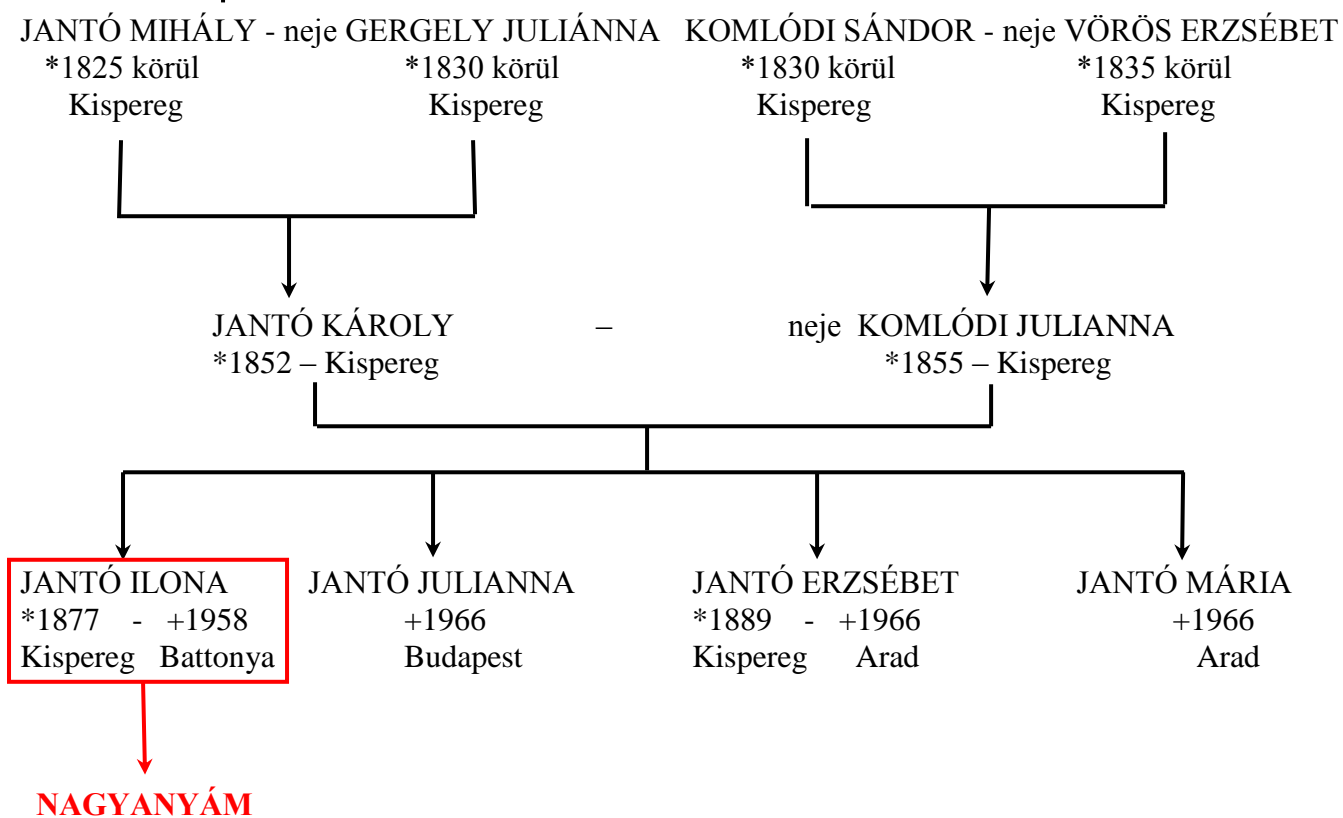 JANTÓ MIHÁLY - neje GERGELY JULIÁNNA KOMLÓDI SÁNDOR - neje VÖRÖS ERZSÉBET
*1825 körül *1830 körül *1830 körül *1835 körül
Kispereg Kispereg Kispereg Kispereg
JANTÓ KÁROLY – neje KOMLÓDI JULIANNA
*1852 – Kispereg *1855 – Kispereg
JANTÓ ILONA JANTÓ JULIANNA JANTÓ ERZSÉBET JANTÓ MÁRIA
*1877 - +1958 +1966 *1889 - +1966 +1966
Kispereg Battonya Budapest Kispereg Arad Arad
NAGYANYÁM